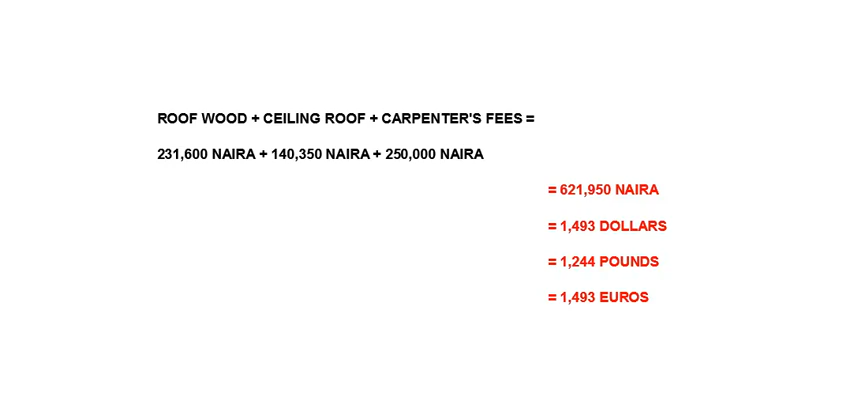 ROOF WOOD + CEILING ROOF + CARPENTER'S FEES =
231,600 NAIRA + 140,350 NAIRA + 250,000 NAIRA
= 621,950 NAIRA
= 1,493 DOLLARS
= 1,244 POUNDS
= 1,493 EUROS